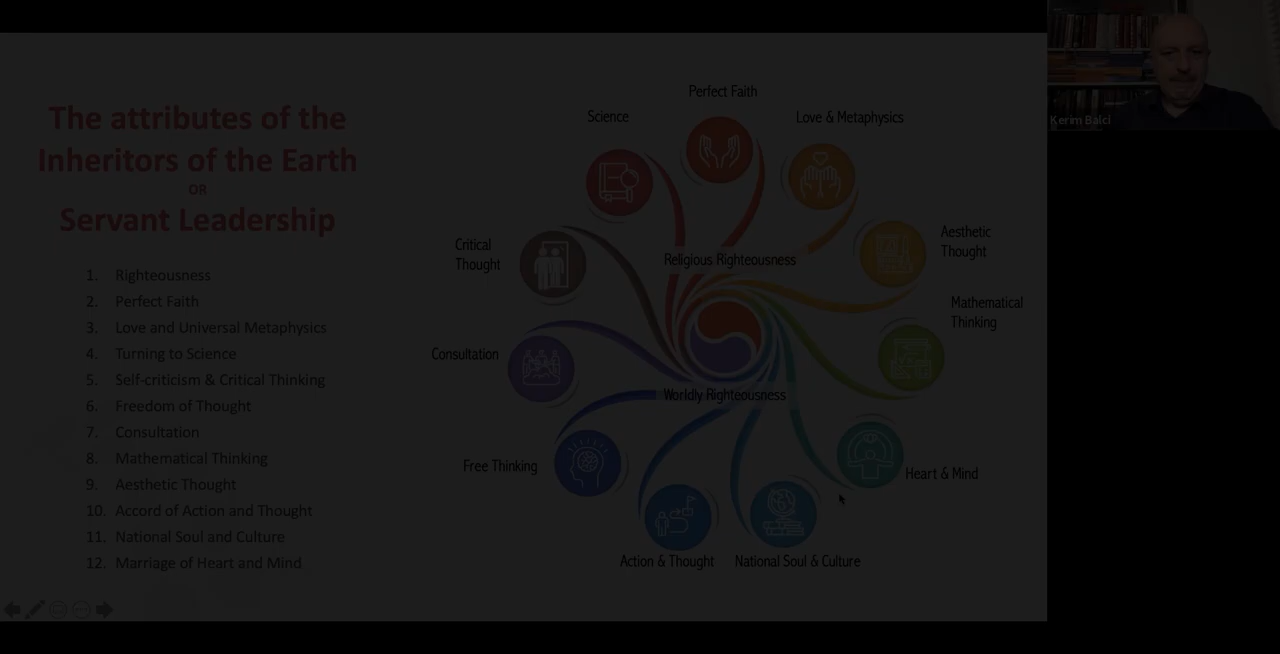 The attributes of the
Inheritors of the Earth
OR
Servant Leadership
1. Righteousness
2. Perfect Faith
3. Love and Universal Metaphysics
4. Turning to Science
5. Self-criticism & Critical Thinking
6. Freedom of Thought
7. Consultation
8. Mathematical Thinking
9. Aesthetic Thought
10. Accord of Action and Thought
11. National Soul and Culture
12. Marriage of Heart and Mind
Perfect Faith
Science
Love & Metaphysics
Critical
Thought
Aesthetic
Thought
Religious Righteousness
Mathematical
Thinking
Consultation
Worldly Righteousness
Free Thinking
Heart & Mind
Action & Thought
National Soul & Culture
Kerim Balci